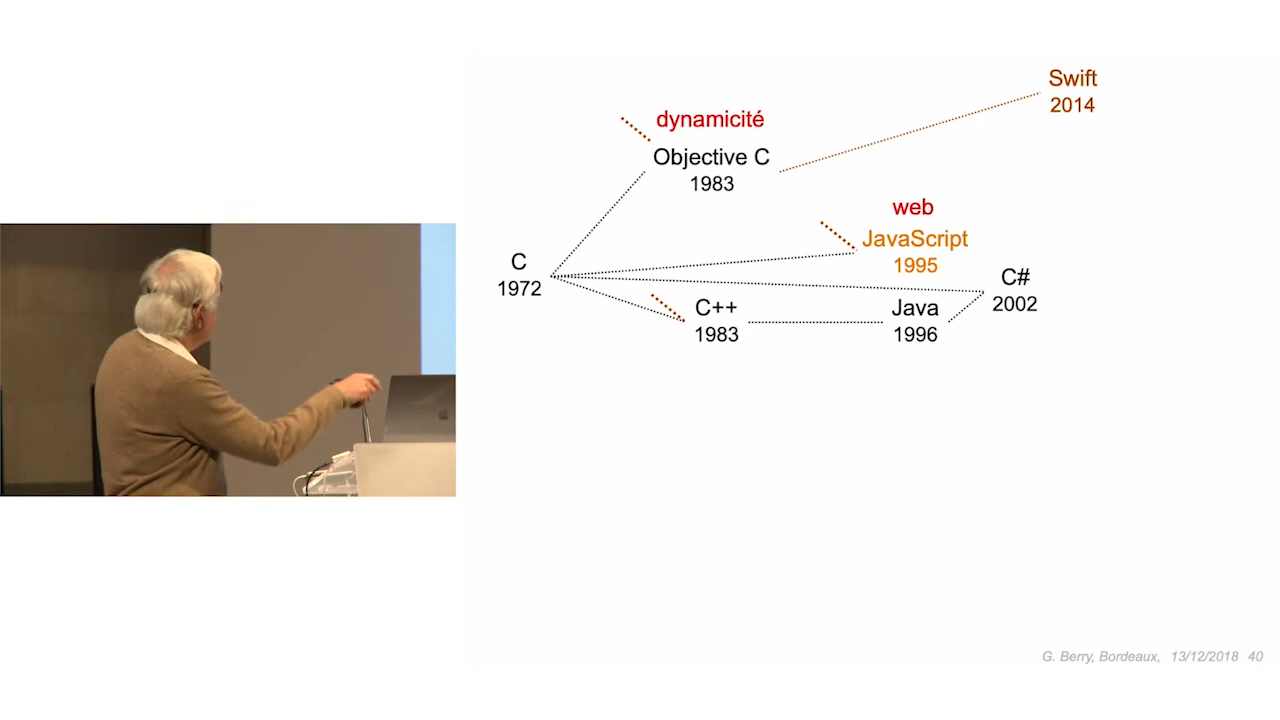 Swift
2014
dynamicité
Objective C
1983
web
JavaScript
1995
C
1972
C#
2002
C++
1983
Java
1996
G. Berry, Bordeaux, 13/12/2018 40